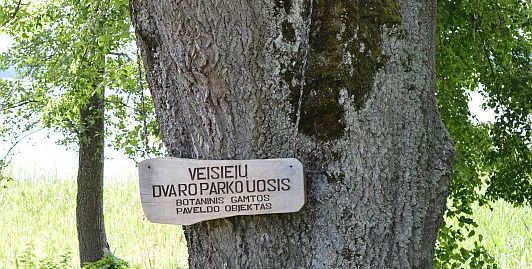 VEISIEJŲ
DVARO PARKO UOSIS
BOTANINIS GAMTOS
PAVELDO OBJEKTAS